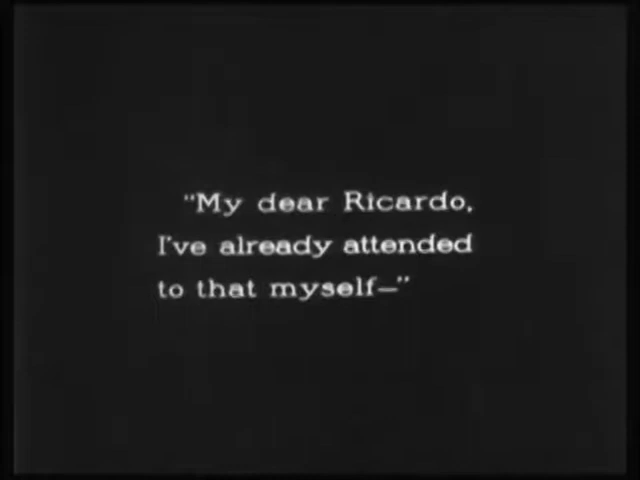 "My dear Ricardo,
I've already attended
to that myself—"